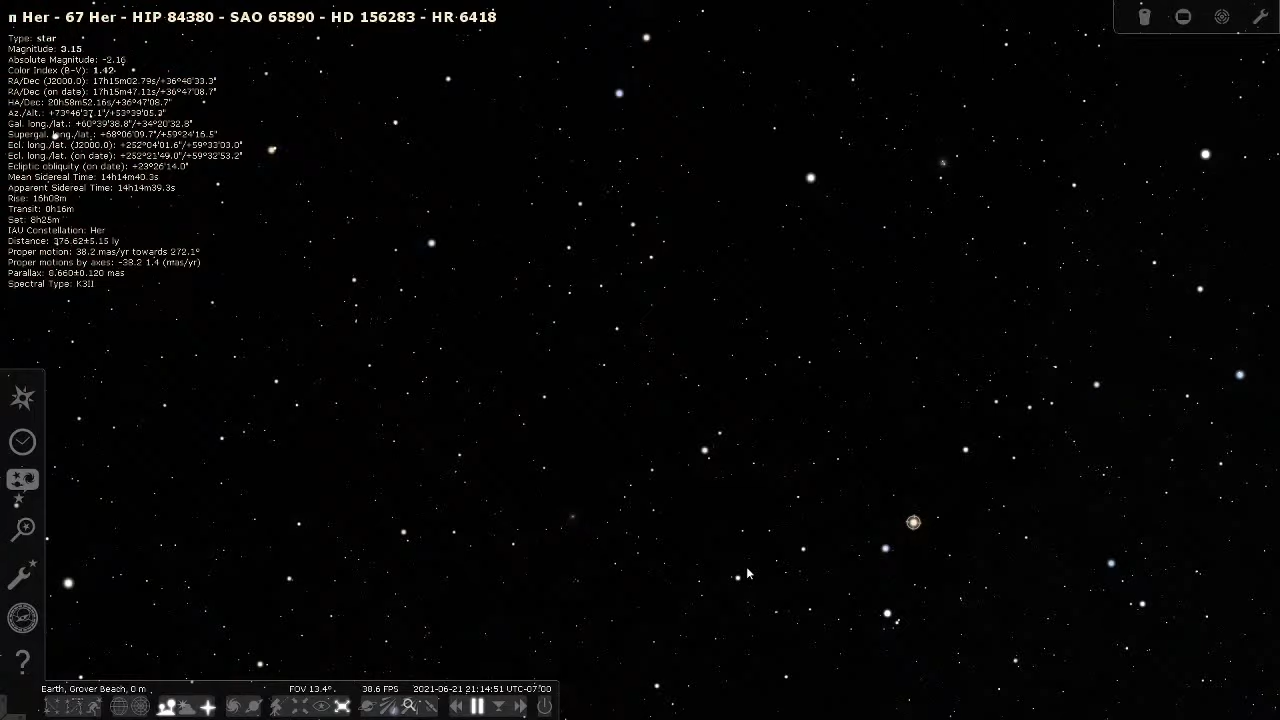 n Her - 67 Her - HIP 84380 - SAO 65890 - HD 156283 - HR 6418
Type: star
Magnitude: 3.15
Absolute Magnitude: -2.16
Color Index (B-V): 1.42
RA/Dec (J2000.0): 17h15m02.79s/+36°48'33.3"
RA/Dec (on date): 17h15m47.11s/+36°47'08.7"
HA/Dec: 20h58m52.16s/+36°47'08.7"
Az./Alt.: +73°46'37.1"/+53°39'05.2"
Gal. long./lat.: +60°39'38.8"/+34°20'32.8"
Supergal. long./lat.: +68°06'09.7"/+59°24'16.5"
Ecl. long./lat. (J2000.0): +252°04'01.6"/+59°33'03.0"
Ecl. long./lat. (on date): +252°21'49.0"/+59°32'53.2"
Ecliptic obliquity (on date): +23°26'14.0"
Mean Sidereal Time: 14h14m40.3s
Apparent Sidereal Time: 14h14m39.3s
Rise: 16h08m
Transit: 0h16m
Set: 8h25m
IAU Constellation: Her
Distance: 376.62±5.15 ly
Proper motion: 38.2 mas/yr towards 272.1°
Proper motions by axes: -38.2 1.4 (mas/yr)
Parallax: 8.660±0.120 mas
Spectral Type: K3II
?
Earth, Grover Beach, 0 m FOV 13.4° 38.6 FPS 2021-06-21 21:14:51 UTC-07:00